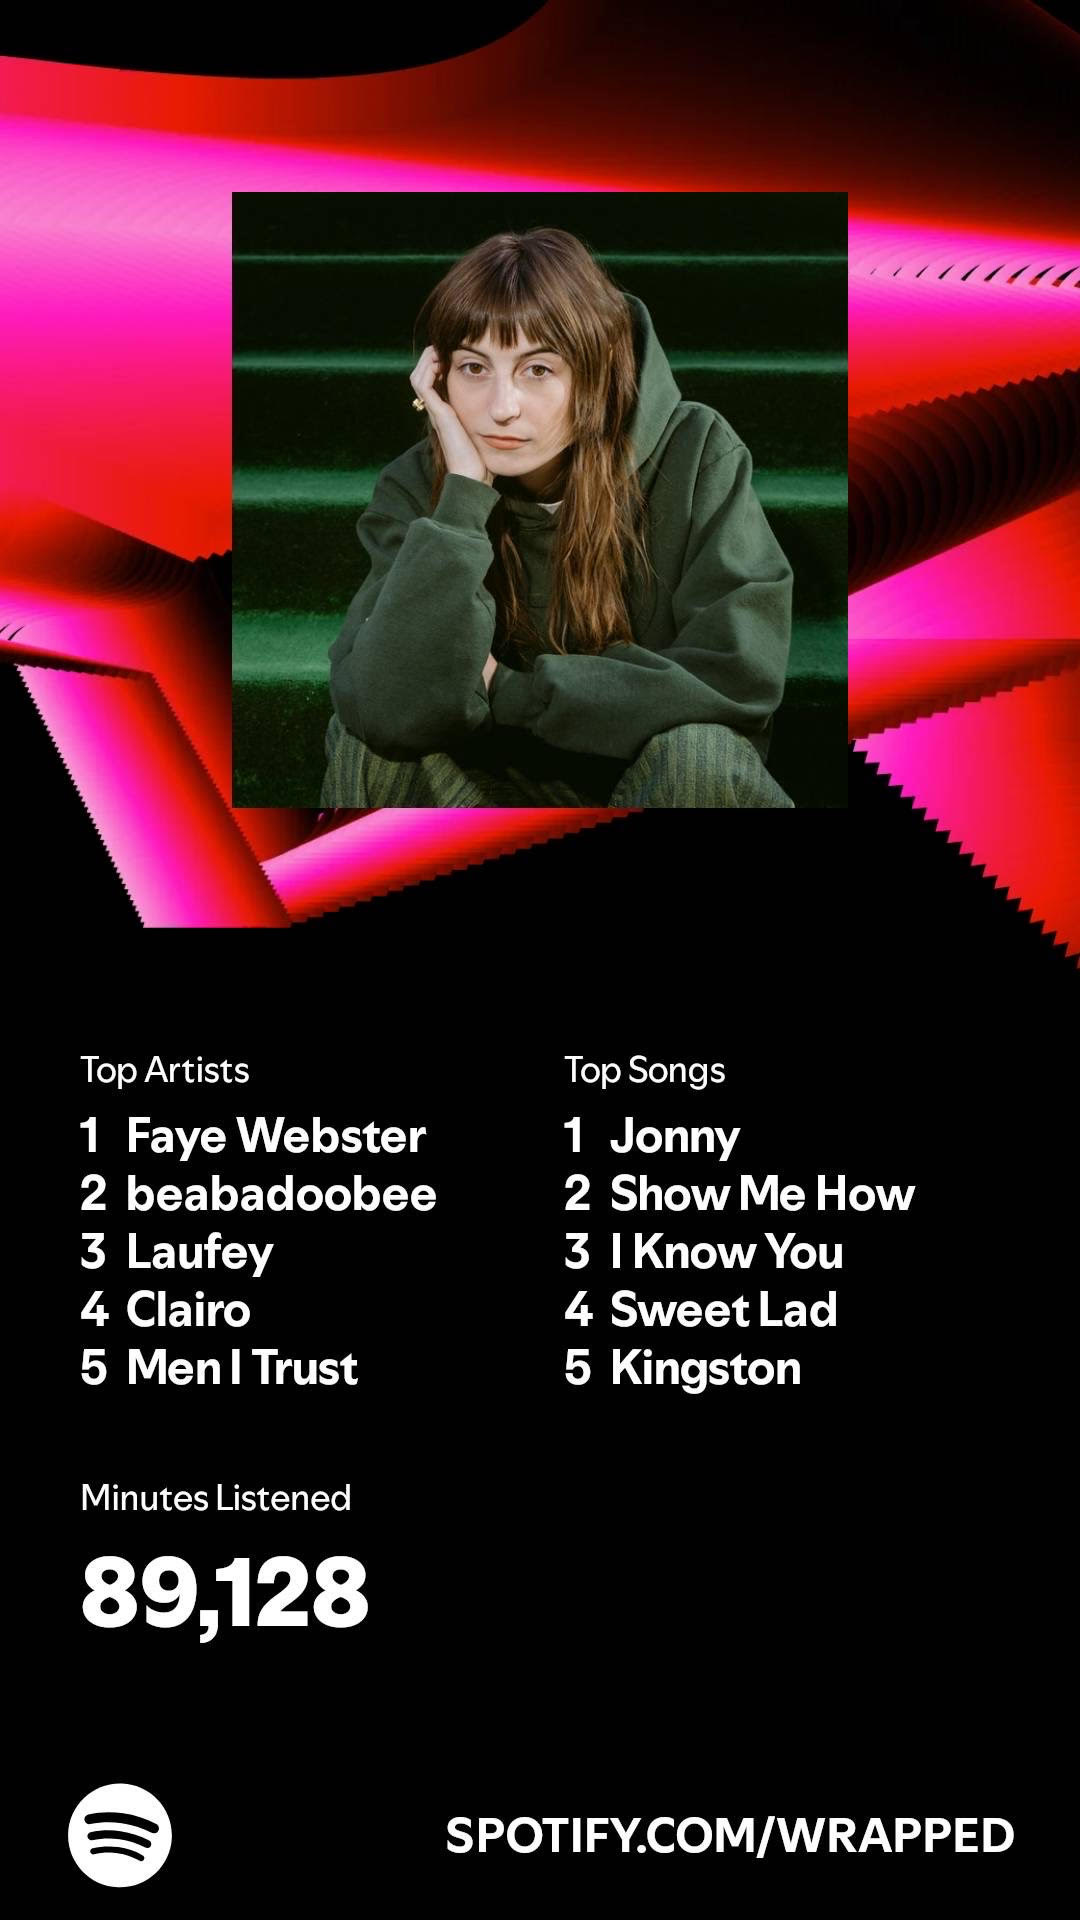 Top Artists
1 Faye Webster
2 beabadoobee
3 Laufey
4 Clairo
5 Men I Trust
Top Songs
1 Jonny
2 Show Me How
3 I Know You
4 Sweet Lad
5 Kingston
Minutes Listened
89,128
SPOTIFY.COM/WRAPPED